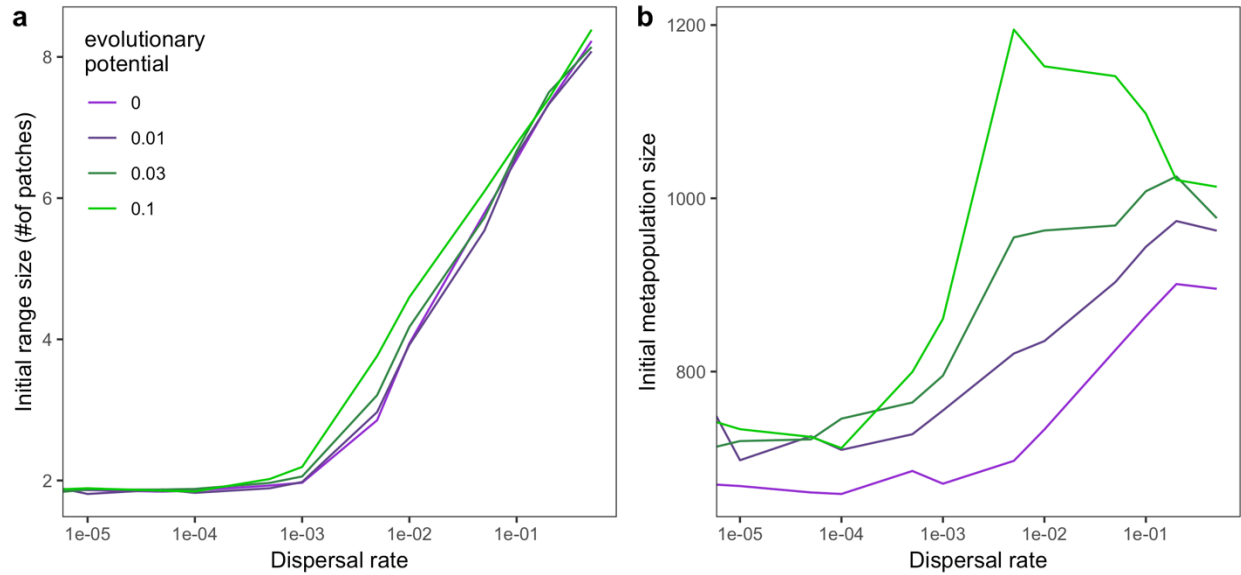 a
evolutionary
potential
0
0.01
0.03
0.1
Initial range size (#of patches)
8
6
4
2
1e-05 1e-04 1e-03 1e-02 1e-01
Dispersal rate
b
Initial metapopulation size
1200
1000
800
1e-05 1e-04 1e-03 1e-02 1e-01
Dispersal rate